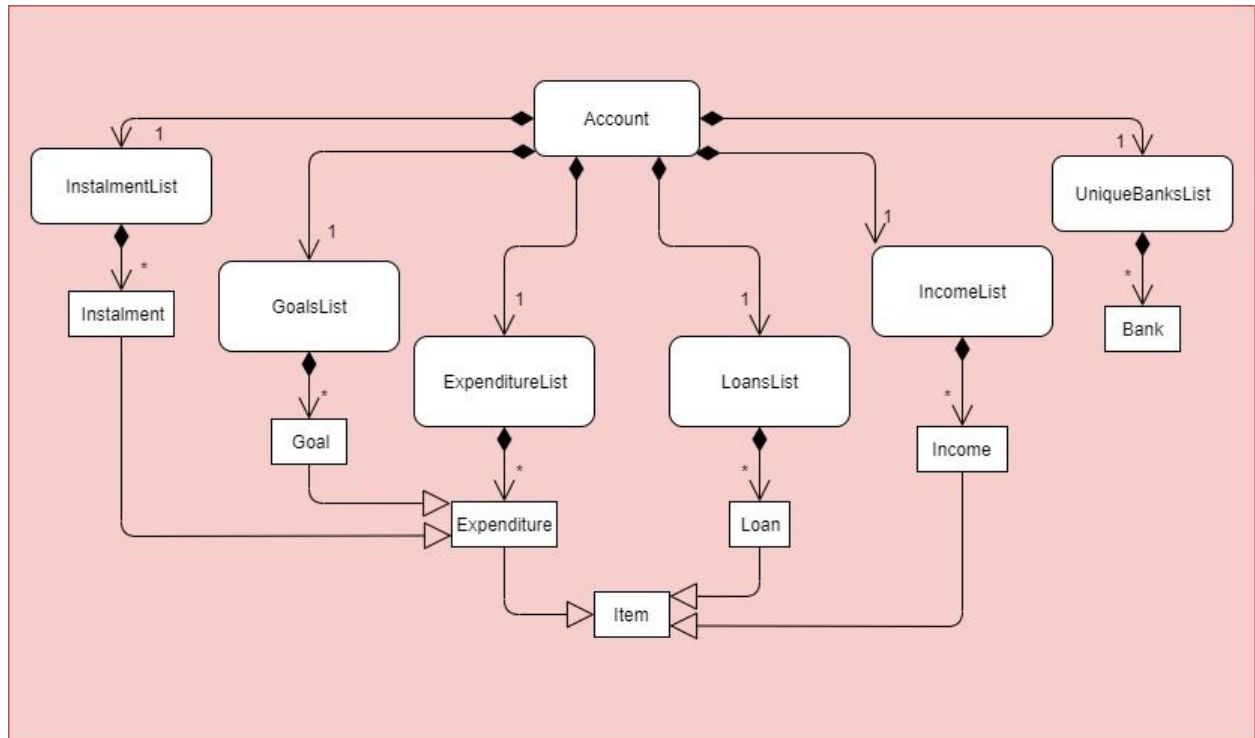 Account
1
1
InstalmentList
UniqueBanksList
1
1
*
GoalsList
IncomeList
*
Instalment
1
1
Bank
ExpenditureList
LoansList
*
*
Goal
Income
*
*
Expenditure
Loan
Item